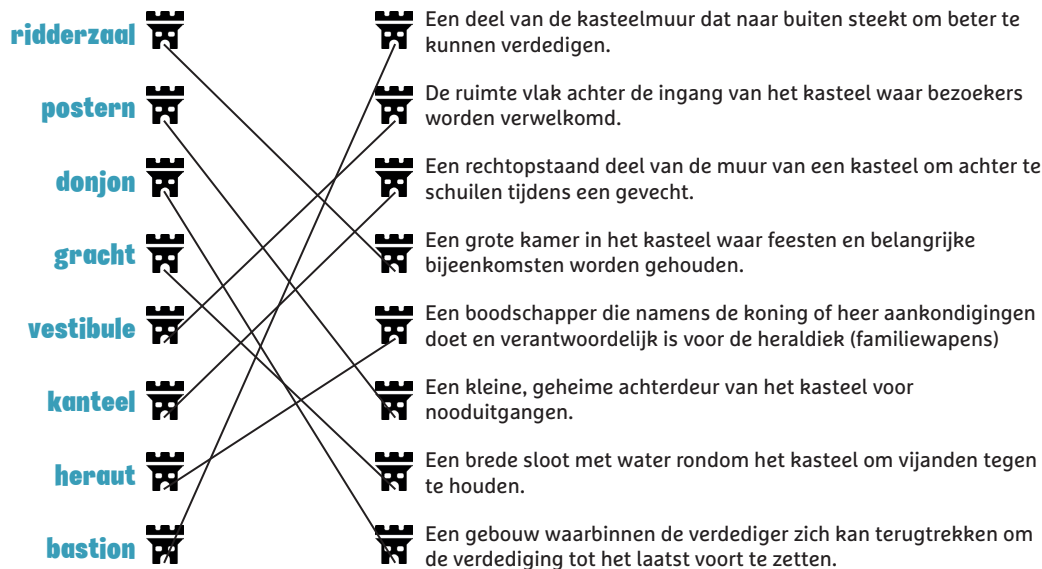 ridderzaal
postern
donjon
gracht
vestibule
kanteel
heraut
bastion
Een deel van de kasteelmuur dat naar buiten steekt om beter te
kunnen verdedigen.
De ruimte vlak achter de ingang van het kasteel waar bezoekers
worden verwelkomd.
Een rechtopstaand deel van de muur van een kasteel om achter te
schuilen tijdens een gevecht.
Een grote kamer in het kasteel waar feesten en belangrijke
bijeenkomsten worden gehouden.
Een boodschapper die namens de koning of heer aankondigingen
doet en verantwoordelijk is voor de heraldiek (familiewapens)
Een kleine, geheime achterdeur van het kasteel voor
nooduitgangen.
Een brede sloot met water rondom het kasteel om vijanden tegen
te houden.
Een gebouw waarbinnen de verdediger zich kan terugtrekken om
de verdediging tot het laatst voort te zetten.